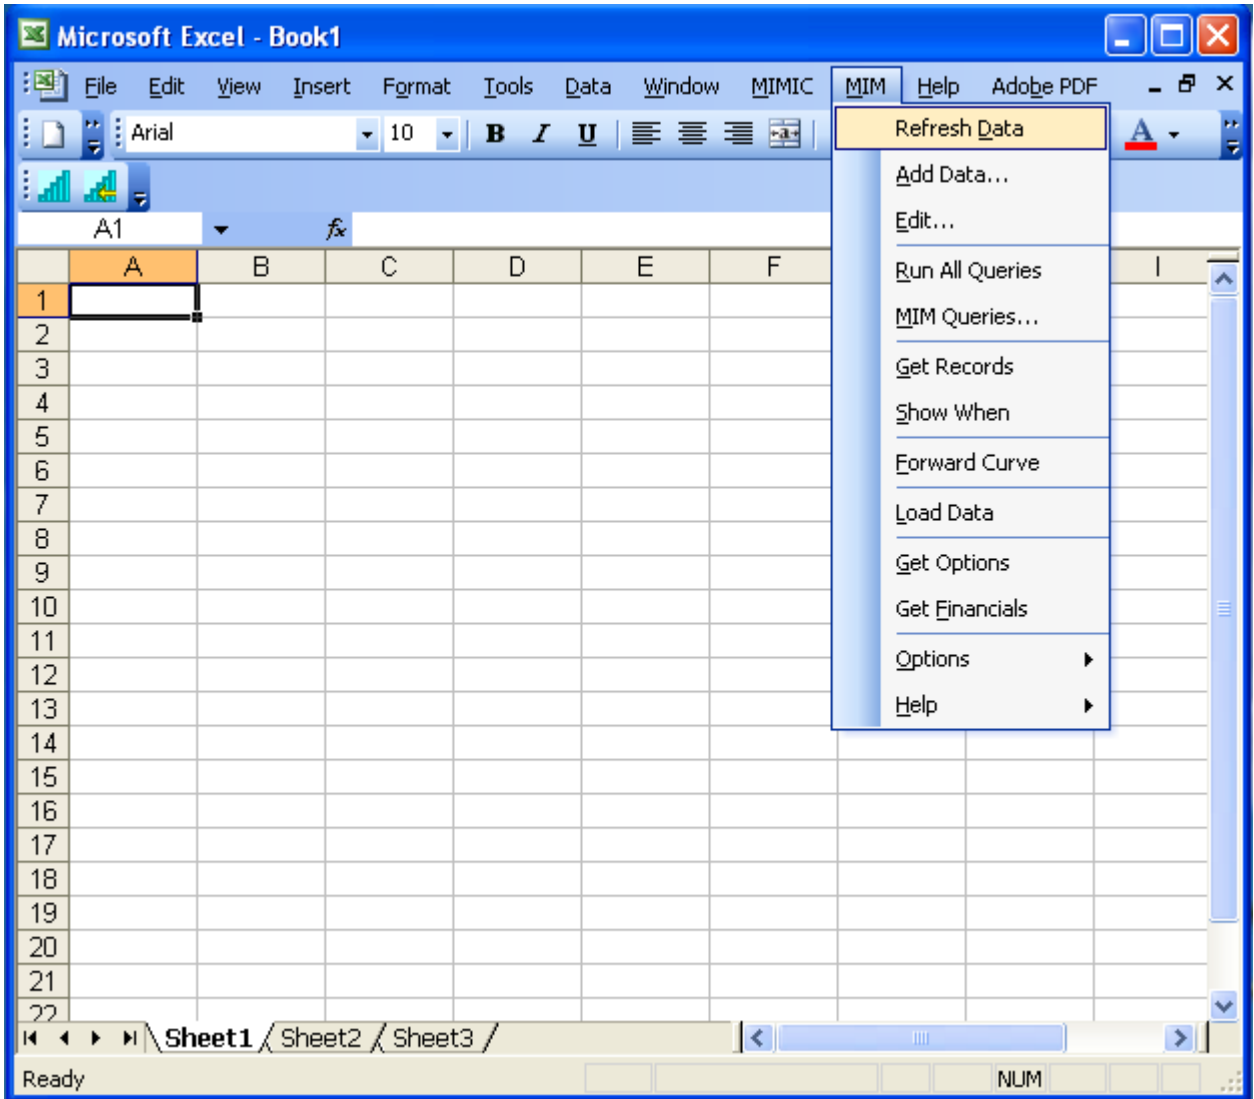 Microsoft Excel - Book1
File Edit View Insert Format Tools Data Window MIMIC MIM Help Adobe PDF
Arial 10 B I U a A
A1 fx
A B C D E F I
1
2
3
4
5
6
7
8
9
10
11
12
13
14
15
16
17
18
19
20
21
22
Refresh Data
Add Data...
Edit...
Run All Queries
MIM Queries...
Get Records
Show When
Forward Curve
Load Data
Get Options
Get Financials
Options
Help
Sheet1 Sheet2 Sheet3
Ready NUM